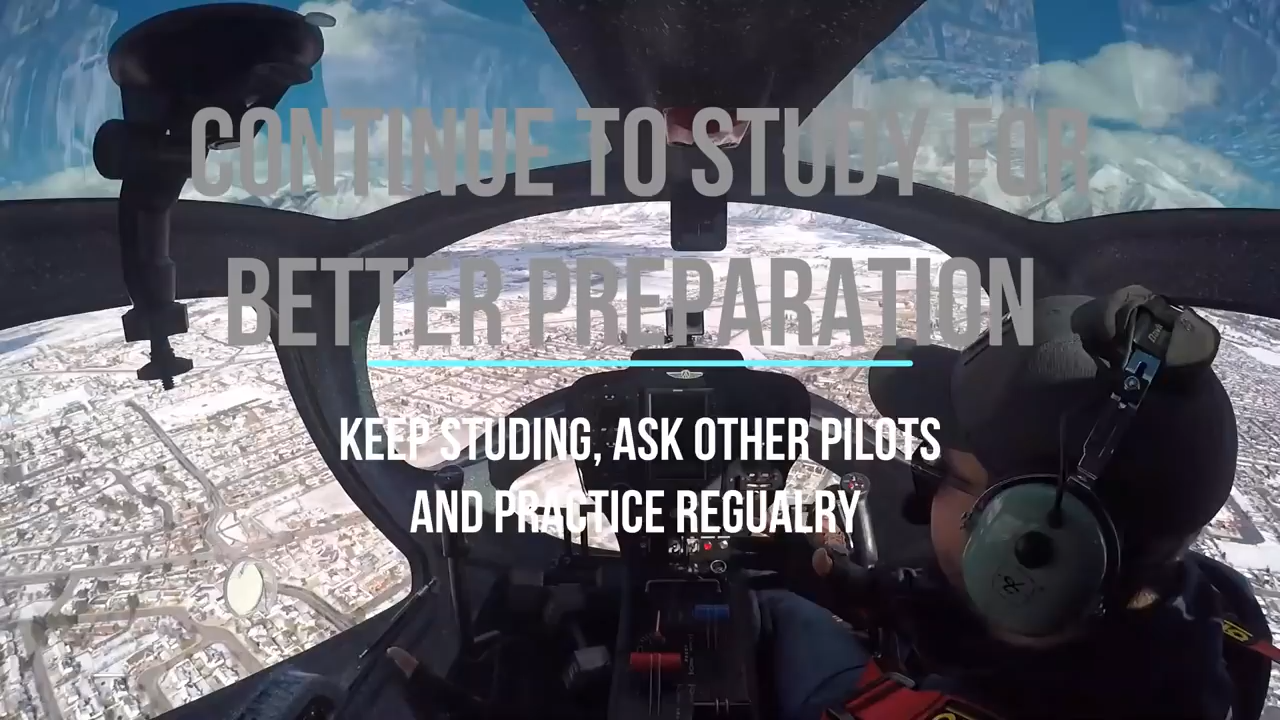 CONTINUE TO STUDY FOR
BETTER PREPARATION
KEEP STUDING, ASK OTHER PILOTS
AND PRACTICE REGUALRY